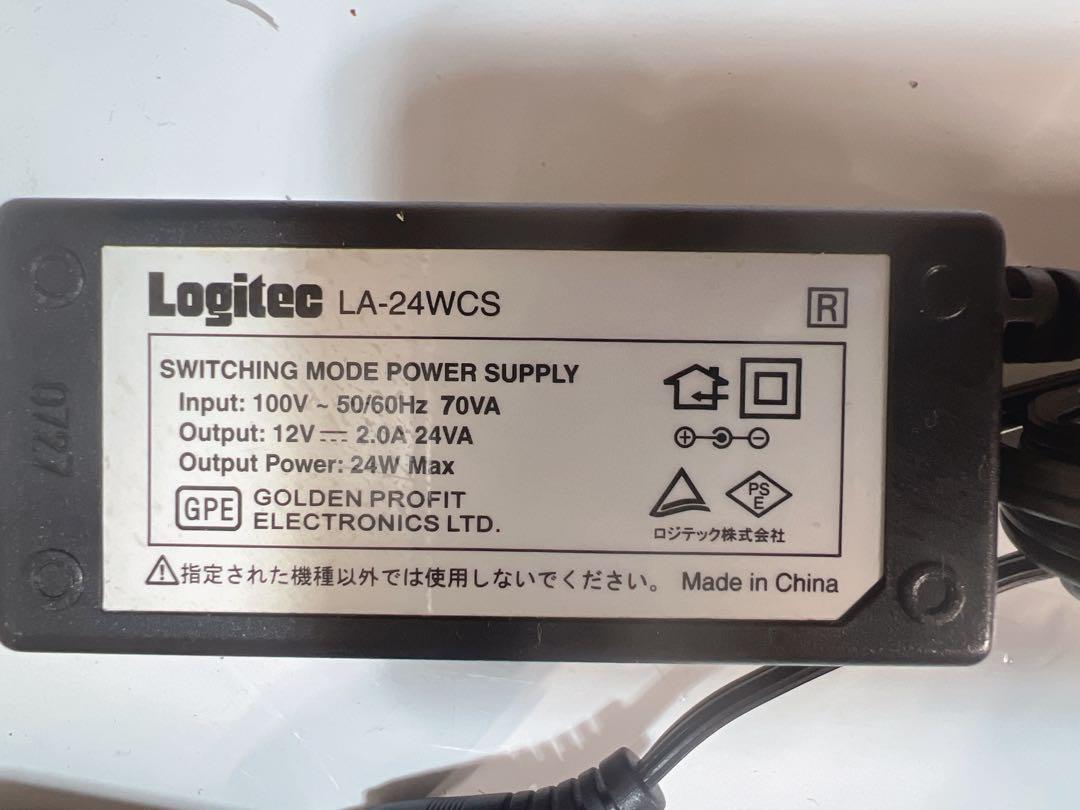 Logitec LA-24WCS
R
SWITCHING MODE POWER SUPPLY
Input: 100V ~ 50/60Hz 70VA
Output: 12V ⎓ 2.0A 24VA
Output Power: 24W Max
GPE GOLDEN PROFIT
ELECTRONICS LTD.
PS
E
ロジテック株式会社
⚠指定された機種以外では使用しないでください。 Made in China
0727